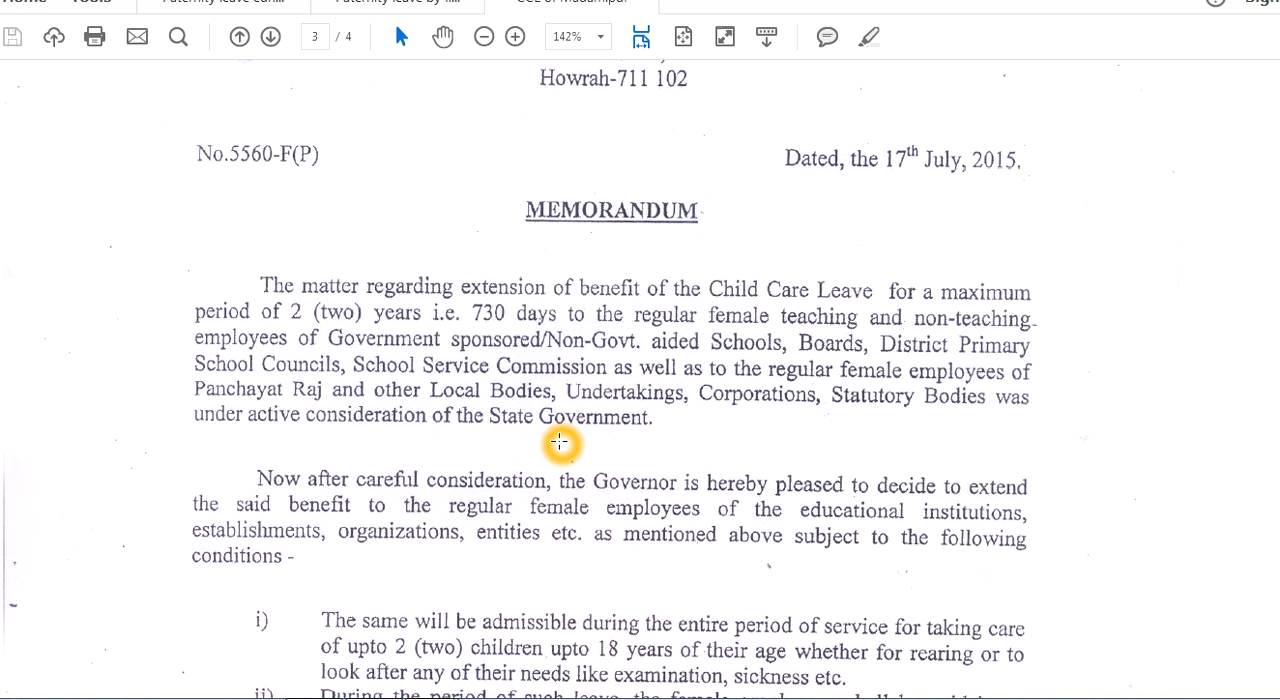 3 / 4
142%
Howrah-711 102
No.5560-F(P)
Dated, the 17th July, 2015.
MEMORANDUM
The matter regarding extension of benefit of the Child Care Leave for a maximum
period of 2 (two) years i.e. 730 days to the regular female teaching and non-teaching
employees of Government sponsored/Non-Govt. aided Schools, Boards, District Primary
School Councils, School Service Commission as well as to the regular female employees of
Panchayat Raj and other Local Bodies, Undertakings, Corporations, Statutory Bodies was
under active consideration of the State Government.
Now after careful consideration, the Governor is hereby pleased to decide to extend
the said benefit to the regular female employees of the educational institutions,
establishments, organizations, entities etc. as mentioned above subject to the following
conditions -
i) The same will be admissible during the entire period of service for taking care
of upto 2 (two) children upto 18 years of their age whether for rearing or to
look after any of their needs like examination, sickness etc.
ii) During the period of such leave, the